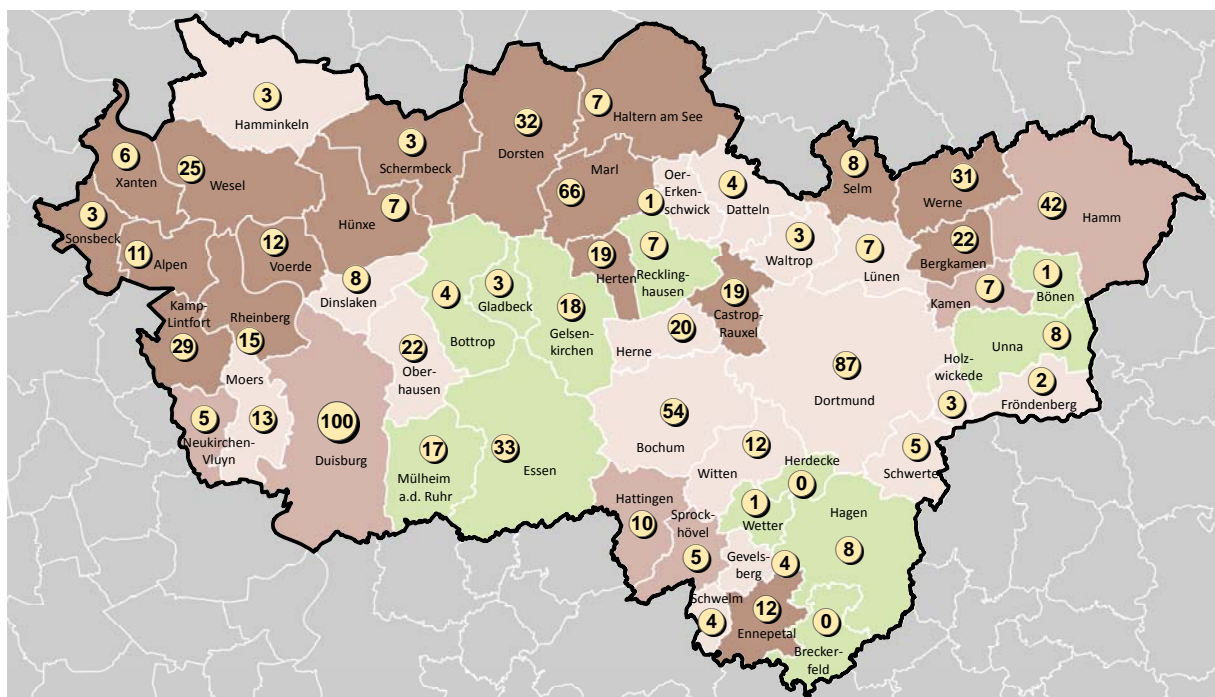 3
Hamminkeln
6
Xanten
25
Wesel
3
Schermbeck
32
Dorsten
7
Haltern am See
3
Sonsbeck
11
Alpen
12
Voerde
7
Hünxe
66
Marl
1
Oer-
Erken-
schwick
4
Datteln
8
Selm
31
Werne
42
Hamm
Kamp-
Lintfort
29
Rheinberg
15
8
Dinslaken
4
Bottrop
3
Gladbeck
18
Gelsen-
kirchen
19
Herten
7
Reckling-
hausen
3
Waltrop
7
Lünen
22
Bergkamen
7
Kamen
1
Bönen
19
Castrop-
Rauxel
20
Herne
22
Ober-
hausen
Moers
13
5
Neukirchen-
Vluyn
100
Duisburg
17
Mülheim
a.d. Ruhr
33
Essen
54
Bochum
87
Dortmund
Holz-
wickede
3
Unna
8
2
Fröndenberg
12
Witten
Herdecke
0
5
Schwerte
Hattingen
10
Sprock-
hövel
5
1
Wetter
Hagen
8
Gevels-
berg
4
Schwelm
4
12
Ennepetal
0
Brecker-
feld